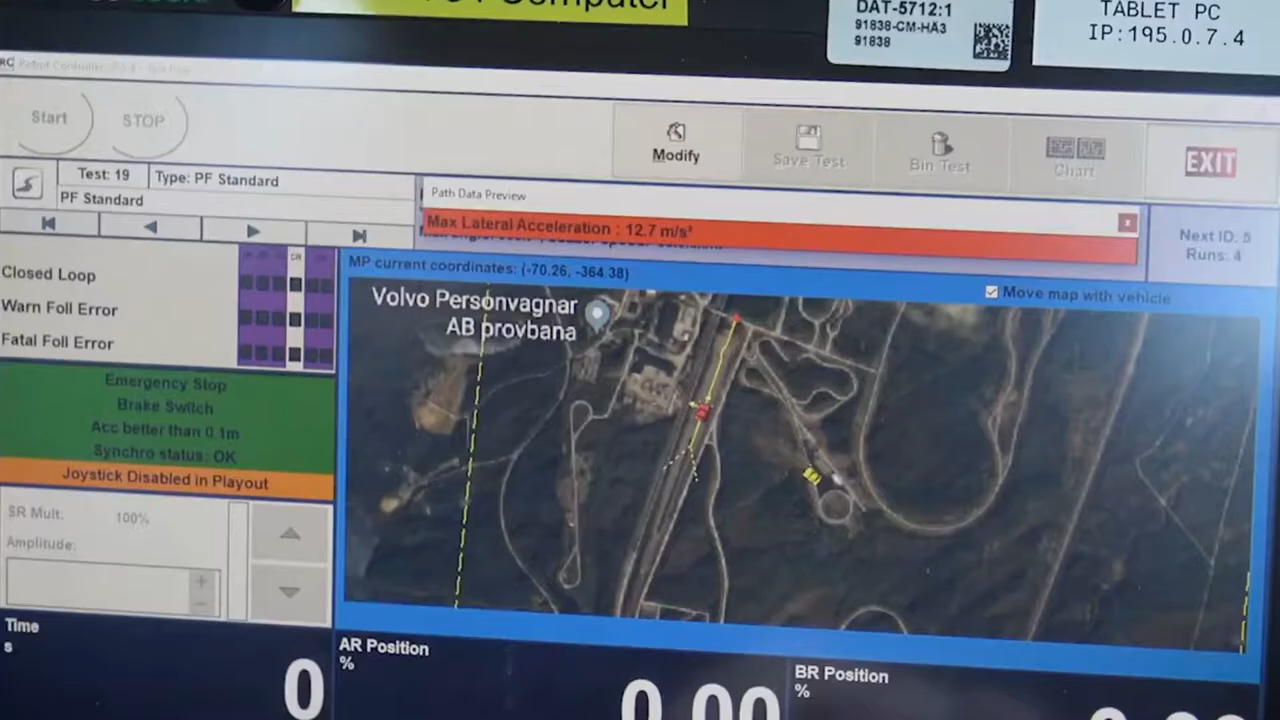 Computer
DAT-5712:1
91838-CM-HA3
91838
TABLET PC
IP:195.0.7.4
Start
STOP
Modify
Save Test
Bin Test
Chart
EXIT
Test: 19
Type: PF Standard
PF Standard
Path Data Preview
Max Lateral Acceleration : 12.7 m/s²
Next ID. 5
Runs: 4
CR
Closed Loop
Warn Foll Error
Fatal Foll Error
MP current coordinates: (-70.26, -364.38)
Move map with vehicle
Volvo Personvagnar
AB provbana
Emergency Stop
Brake Switch
Acc better than 0.1m
Synchro status: OK
Joystick Disabled in Playout
SR Mult: 100%
Amplitude:
Time
s
0
AR Position
%
0.00
BR Position
%
0.00